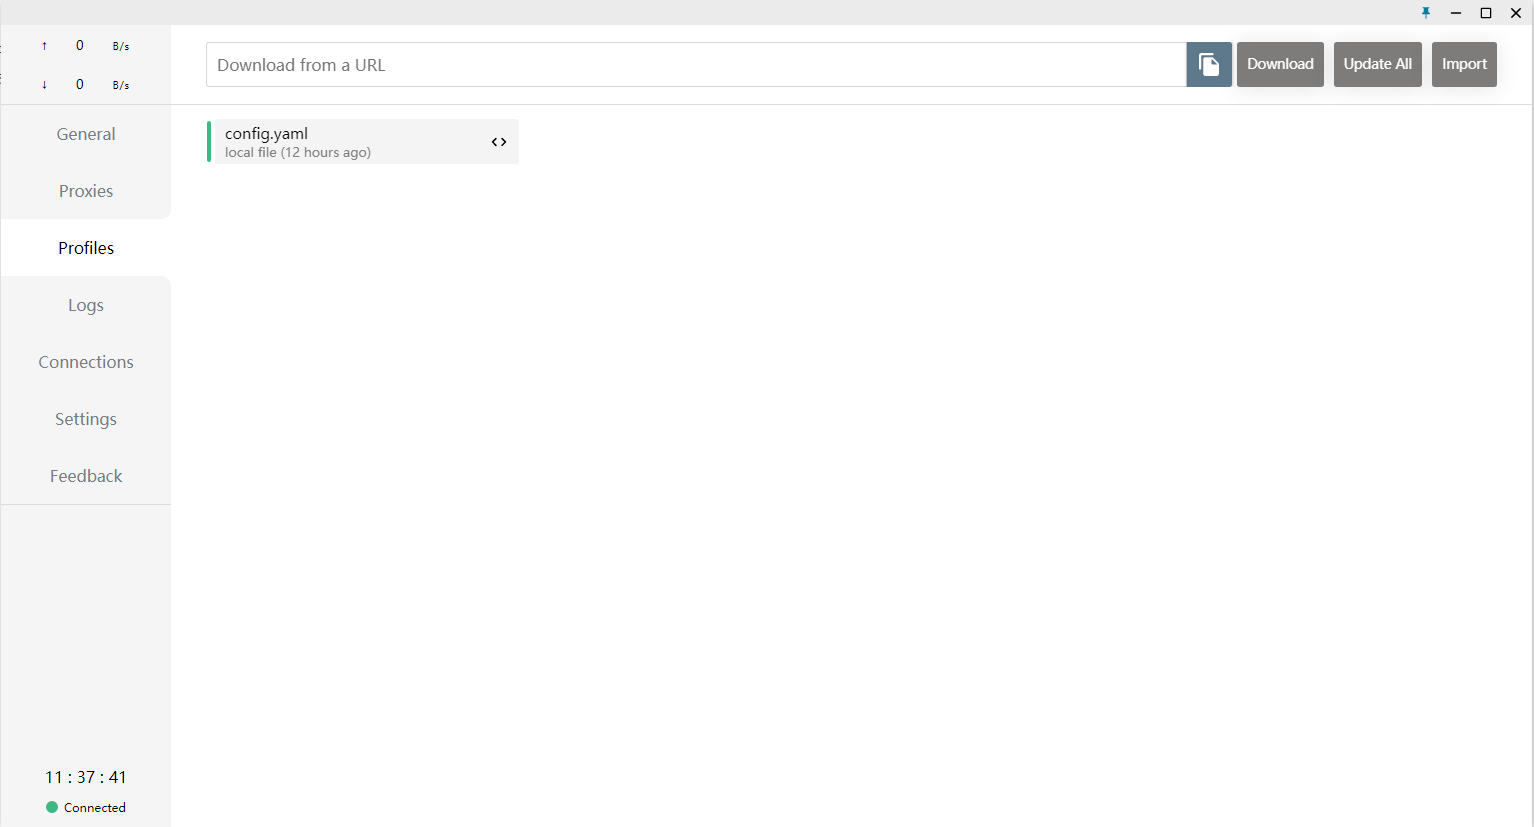 ↑ 0 B/s
↓ 0 B/s
Download from a URL
Download
Update All
Import
General
Proxies
Profiles
Logs
Connections
Settings
Feedback
config.yaml
local file (12 hours ago)
11 : 37 : 41
Connected